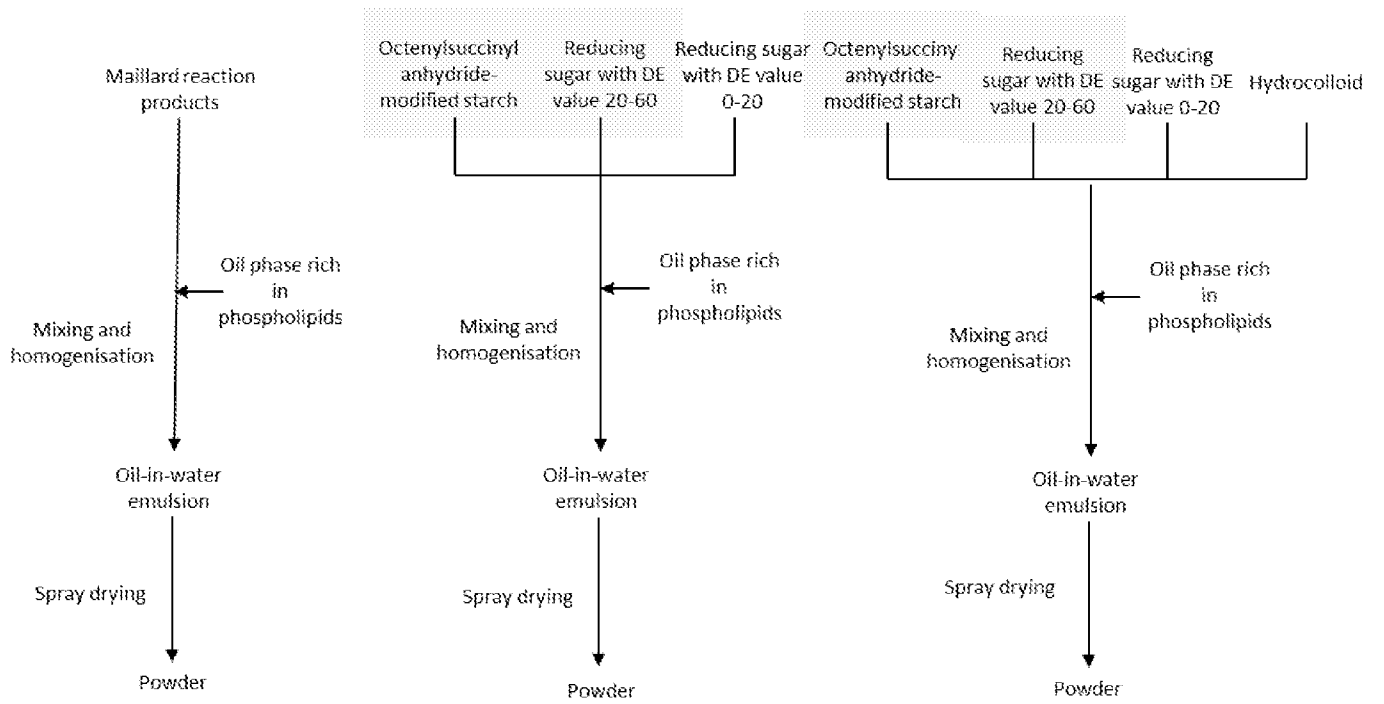 Maillard reaction
products
Oil phase rich
in
phospholipids
Mixing and
homogenisation
Oil-in-water
emulsion
Spray drying
Powder
Octenylsuccinyl
anhydride-
modified starch
Reducing
sugar with DE
value 20-60
Reducing sugar
with DE value
0-20
Oil phase rich
in
phospholipids
Mixing and
homogenisation
Oil-in-water
emulsion
Spray drying
Powder
Octenylsucciny
anhydride-
modified starch
Reducing
sugar with DE
value 20-60
Reducing
sugar with DE
value 0-20
Hydrocolloid
Oil phase rich
in
phospholipids
Mixing and
homogenisation
Oil-in-water
emulsion
Spray drying
Powder